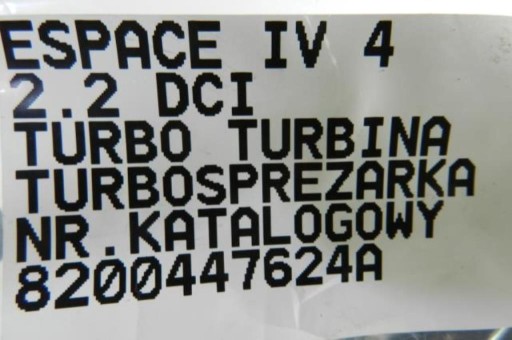 ESPACE IV 4
2.2 DCI
TURBO TURBINA
TURBOSPREZARKA
NR.KATALOGOWY
8200447624A